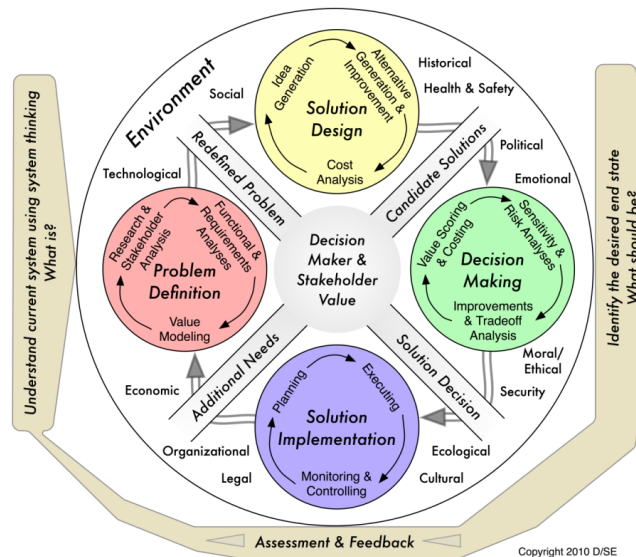 Environment
Historical
Health & Safety
Social
Political
Technological
Emotional
Idea
Generation
Alternative
Generation &
Improvement
Solution
Design
Cost
Analysis
Redefined Problem
Candidate Solutions
Understand current system using system thinking
What is?
Identify the desired end state
What should be?
Research &
Stakeholder
Analysis
Functional &
Requirements
Analyses
Problem
Definition
Value
Modeling
Decision
Maker &
Stakeholder
Value
Value Scoring
& Costing
Sensitivity &
Risk Analyses
Decision
Making
Improvements
& Tradeoff
Analysis
Additional Needs
Solution Decision
Moral/
Ethical
Economic
Security
Planning
Executing
Solution
Implementation
Monitoring &
Controlling
Organizational
Ecological
Legal
Cultural
Assessment & Feedback
Copyright 2010 D/SE